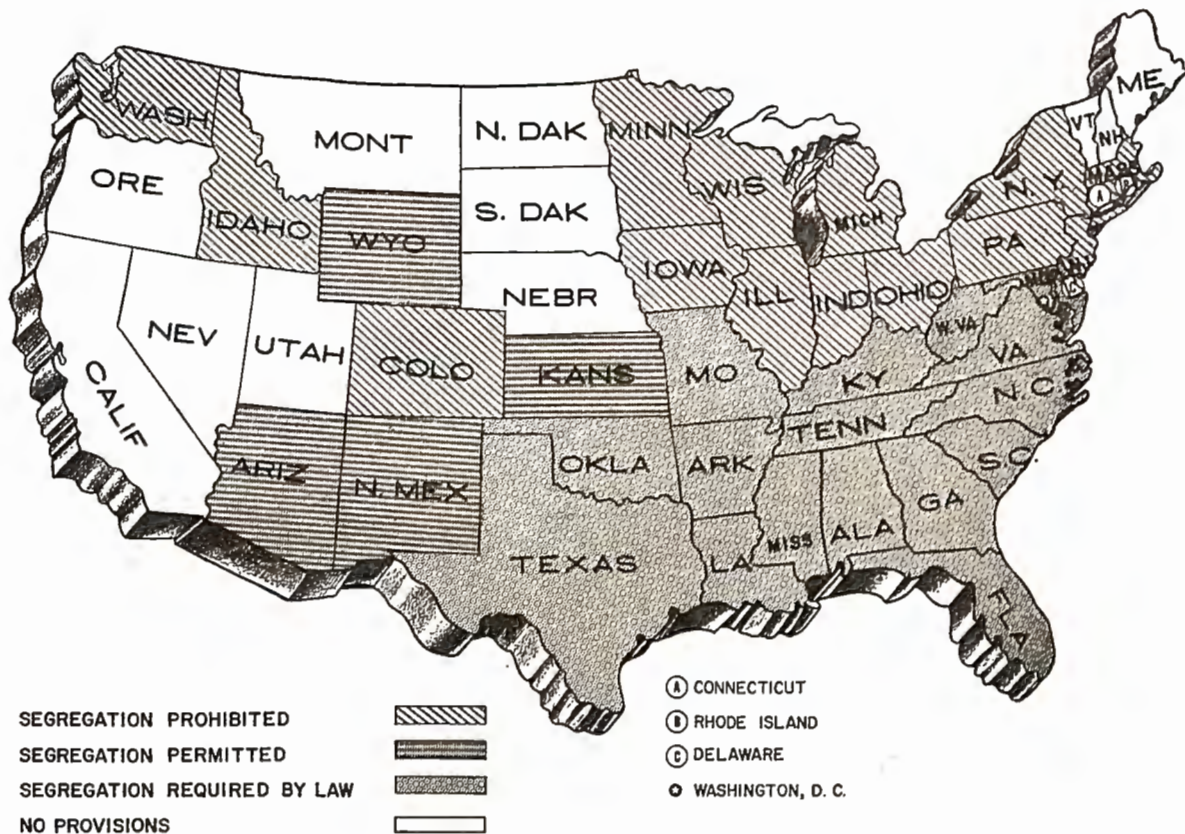 WASH
MONT
N. DAK
MINN
ME
VT
NH
ORE
IDAHO
WYO
S. DAK
WIS
MICH
N.Y.
MASS
A
B
NEBR
IOWA
PA
NEV
UTAH
COLO
KANS
ILL
IND
OHIO
W.VA
VA
CALIF
MO
KY
N.C.
ARIZ
N. MEX
OKLA
ARK
TENN
S.C.
TEXAS
LA
MISS
ALA
GA
FLA
SEGREGATION PROHIBITED
SEGREGATION PERMITTED
SEGREGATION REQUIRED BY LAW
NO PROVISIONS
A CONNECTICUT
B RHODE ISLAND
C DELAWARE
WASHINGTON, D. C.